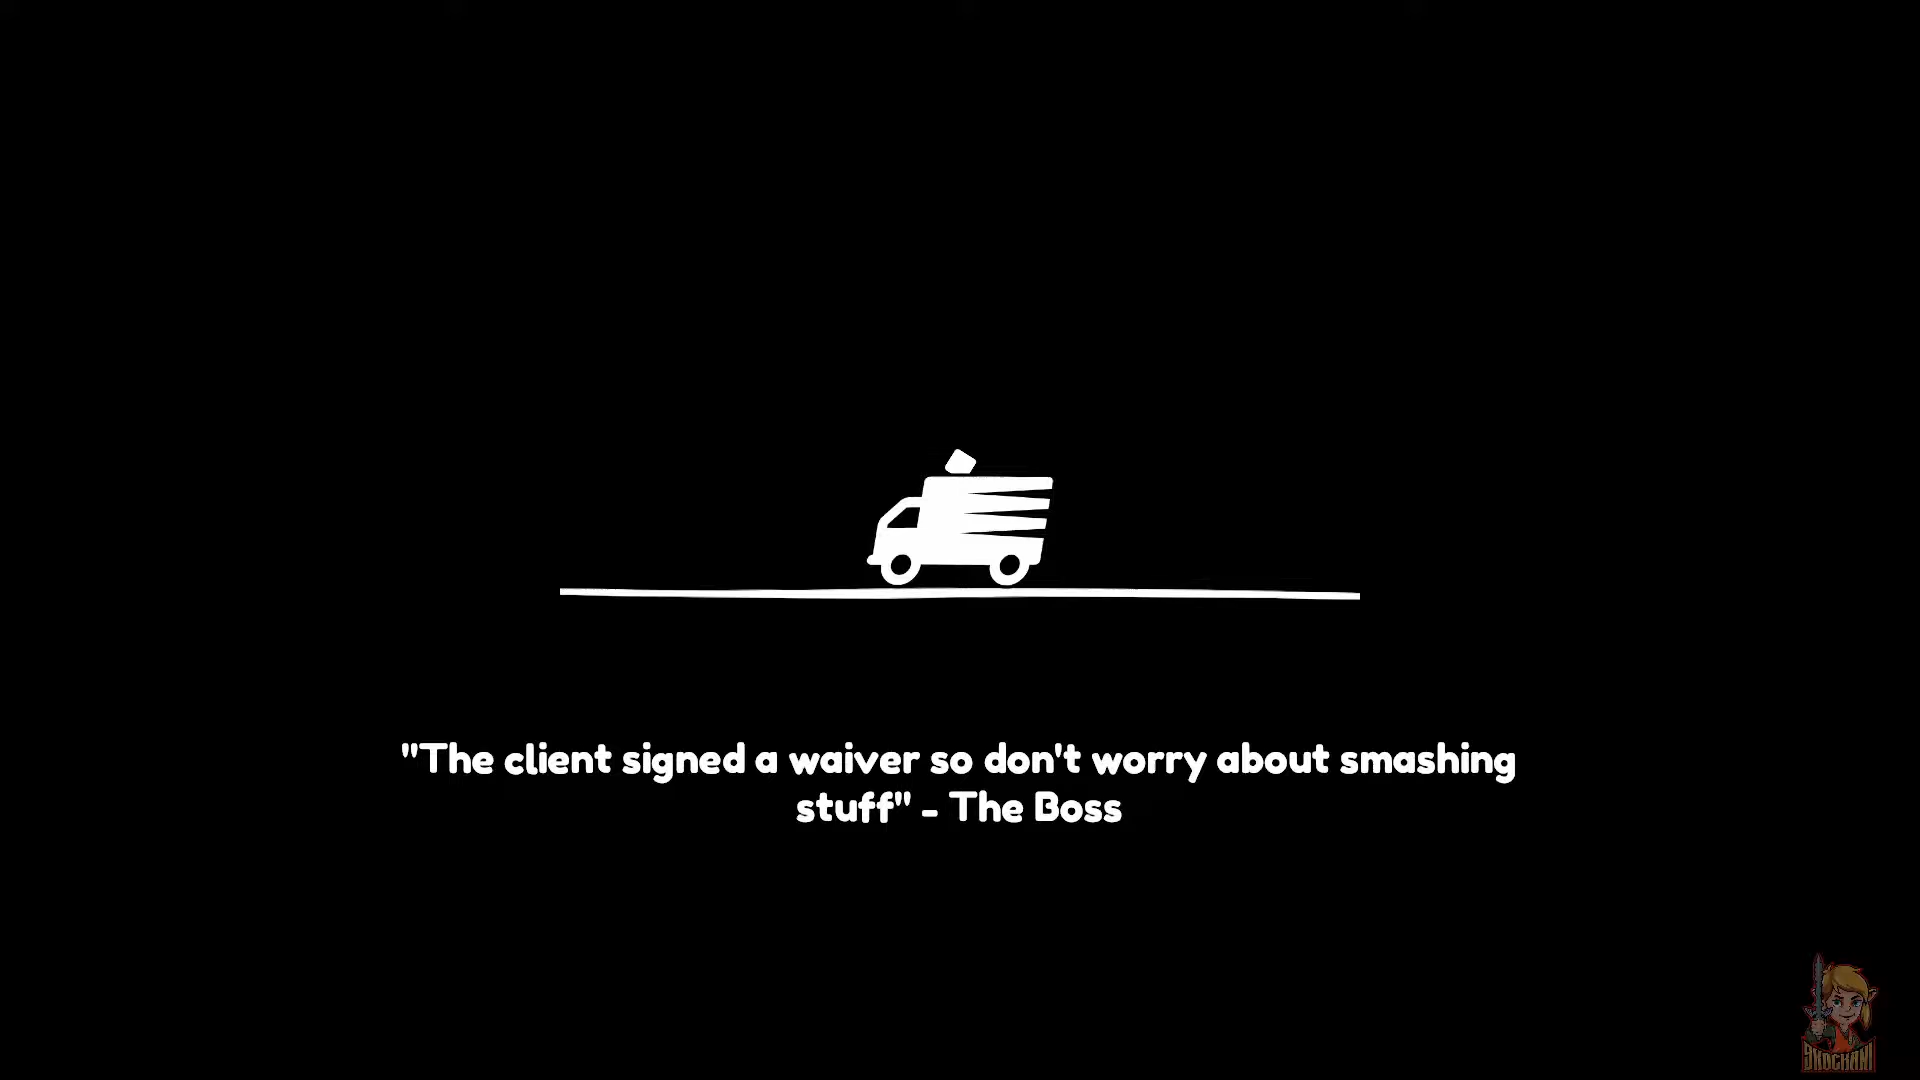 "The client signed a waiver so don't worry about smashing
stuff" - The Boss